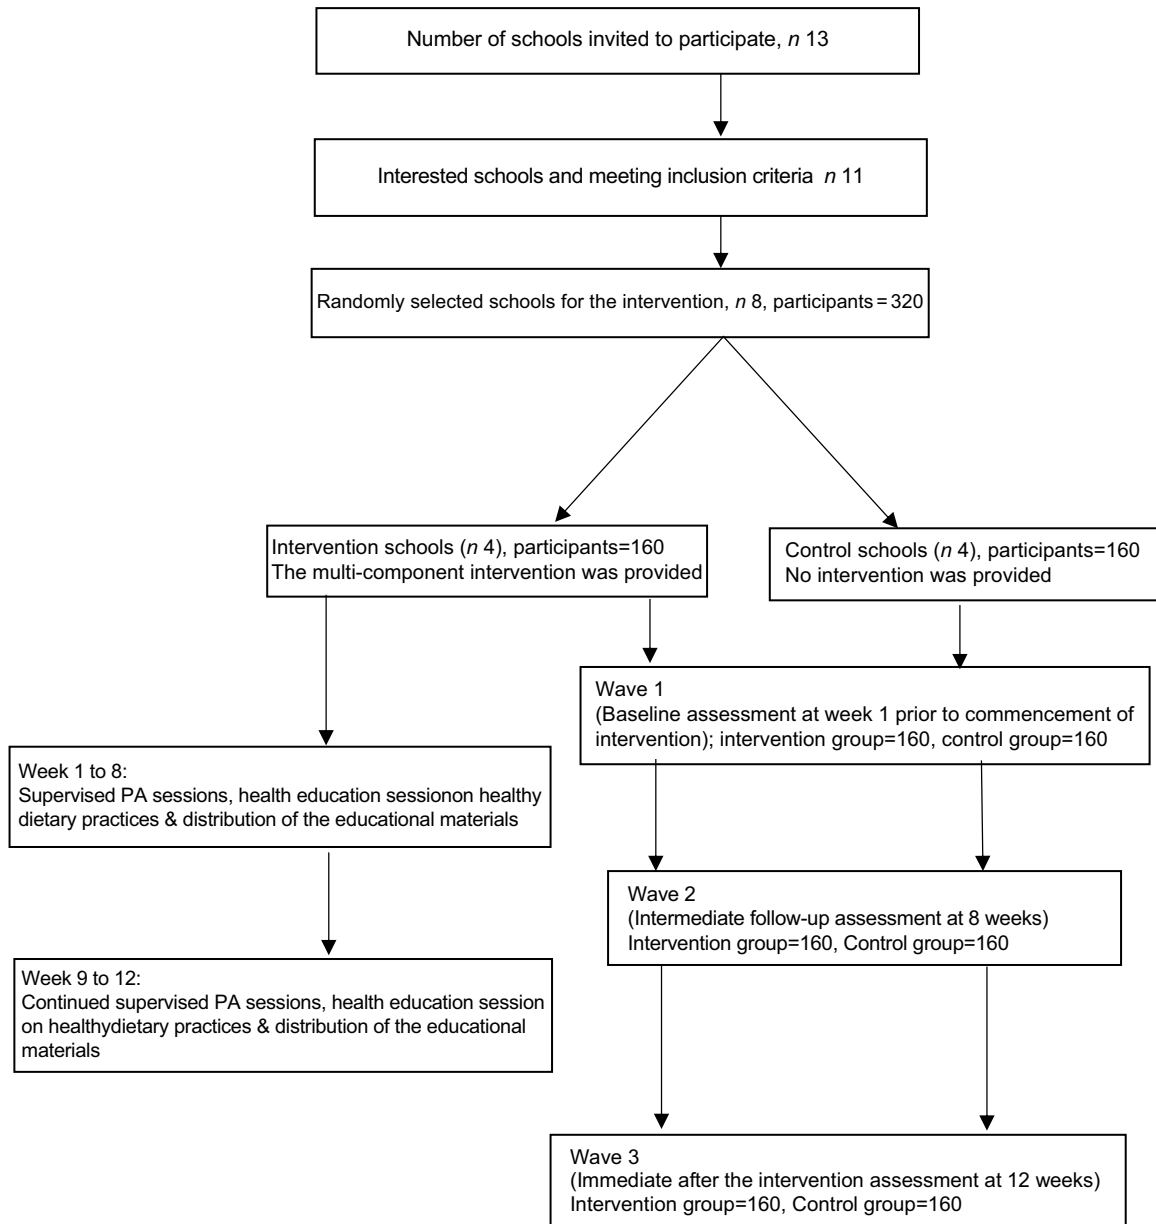 Number of schools invited to participate, n 13
Interested schools and meeting inclusion criteria n 11
Randomly selected schools for the intervention, n 8, participants = 320
Intervention schools (n 4), participants=160
The multi-component intervention was provided
Control schools (n 4), participants=160
No intervention was provided
Wave 1
(Baseline assessment at week 1 prior to commencement of
intervention); intervention group=160, control group=160
Week 1 to 8:
Supervised PA sessions, health education sessionon healthy
dietary practices & distribution of the educational materials
Wave 2
(Intermediate follow-up assessment at 8 weeks)
Intervention group=160, Control group=160
Week 9 to 12:
Continued supervised PA sessions, health education session
on healthydietary practices & distribution of the educational
materials
Wave 3
(Immediate after the intervention assessment at 12 weeks)
Intervention group=160, Control group=160